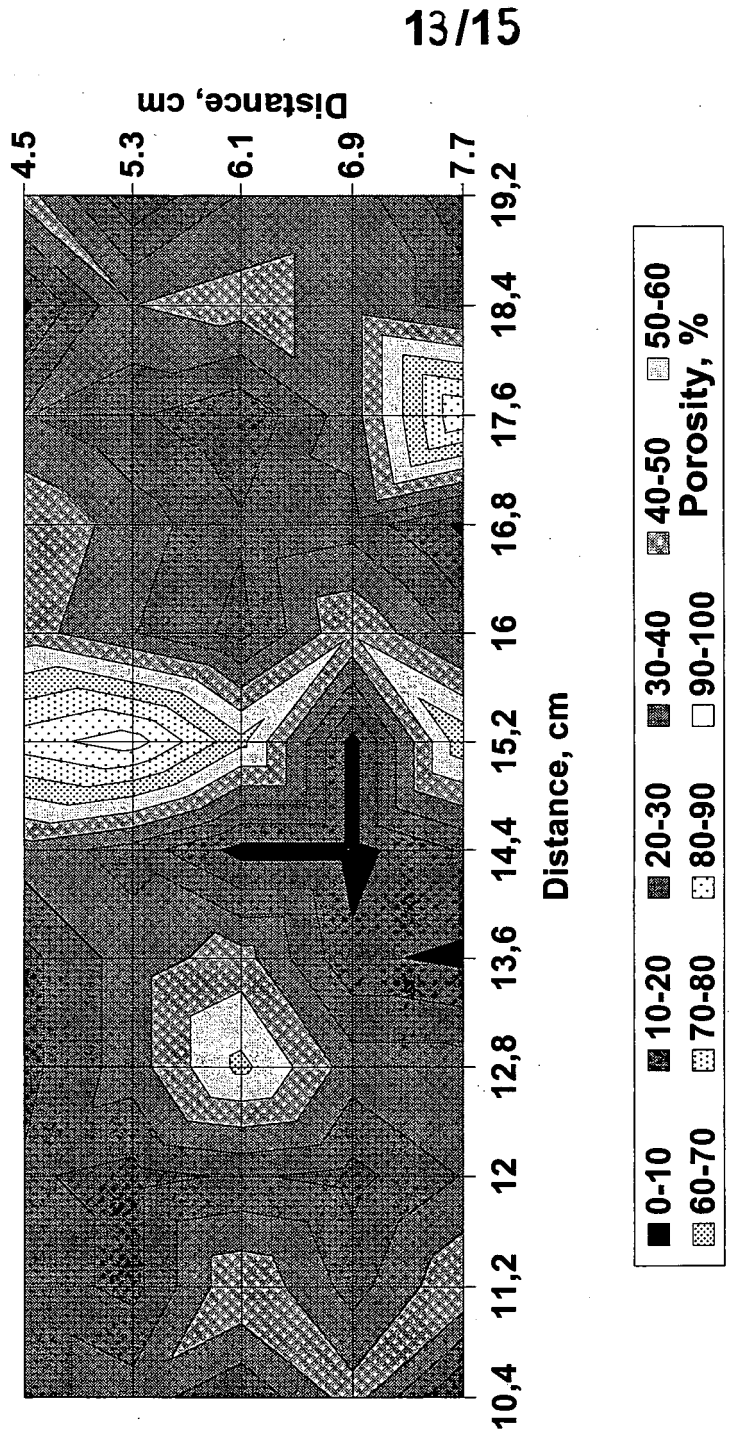 13/15
Distance, cm
4.5
5.3
6.1
6.9
7.7
10,4 11,2 12 12,8 13,6 14,4 15,2 16 16,8 17,6 18,4 19,2
Distance, cm
0-10 10-20 20-30 30-40 40-50 50-60
60-70 70-80 80-90 90-100 Porosity, %